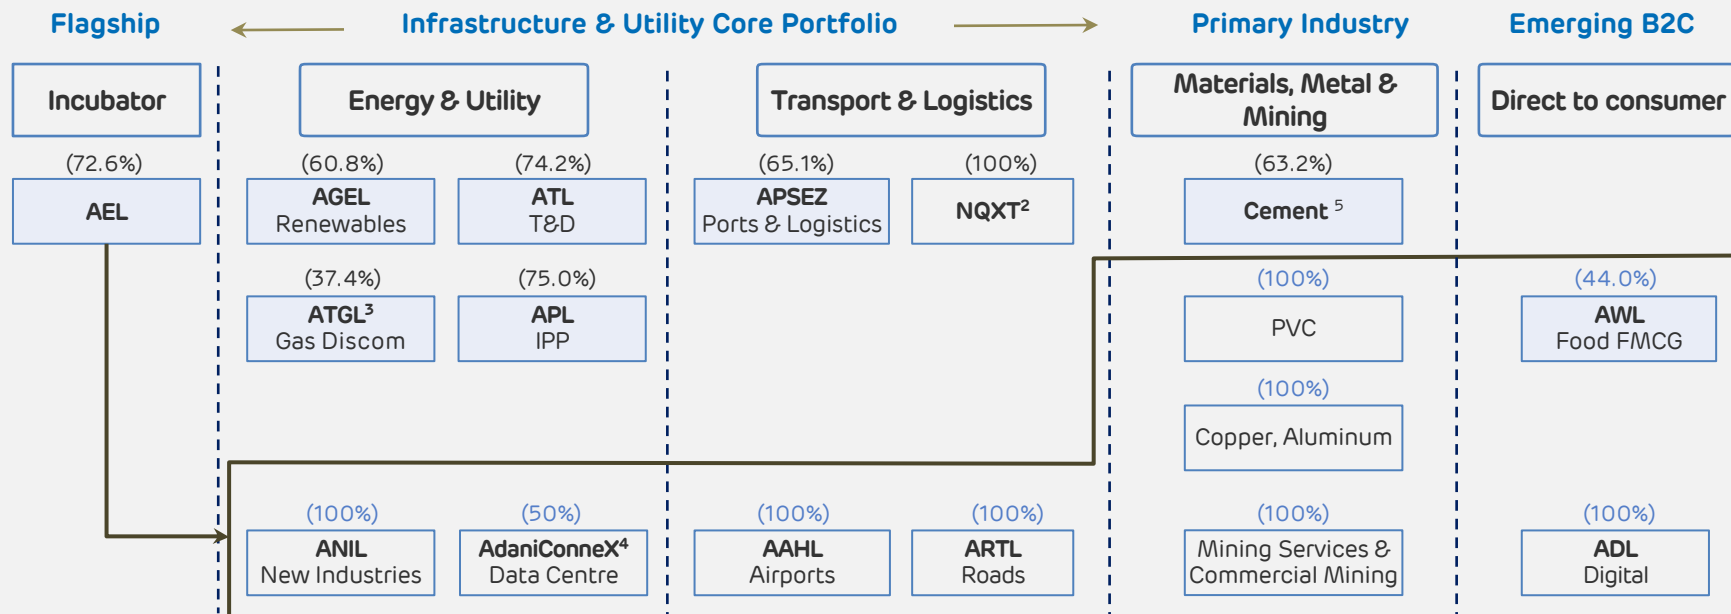 Flagship
Infrastructure & Utility Core Portfolio
Primary Industry
Emerging B2C
Incubator
Energy & Utility
Transport & Logistics
Materials, Metal &
Mining
Direct to consumer
(72.6%)
(60.8%)
(74.2%)
(65.1%)
(100%)
(63.2%)
AEL
AGEL
Renewables
ATL
T&D
APSEZ
Ports & Logistics
NQXT²
Cement ⁵
(37.4%)
(75.0%)
(100%)
(44.0%)
ATGL³
Gas Discom
APL
IPP
PVC
AWL
Food FMCG
(100%)
Copper, Aluminum
(100%)
(50%)
(100%)
(100%)
(100%)
(100%)
ANIL
New Industries
AdaniConneX⁴
Data Centre
AAHL
Airports
ARTL
Roads
Mining Services &
Commercial Mining
ADL
Digital